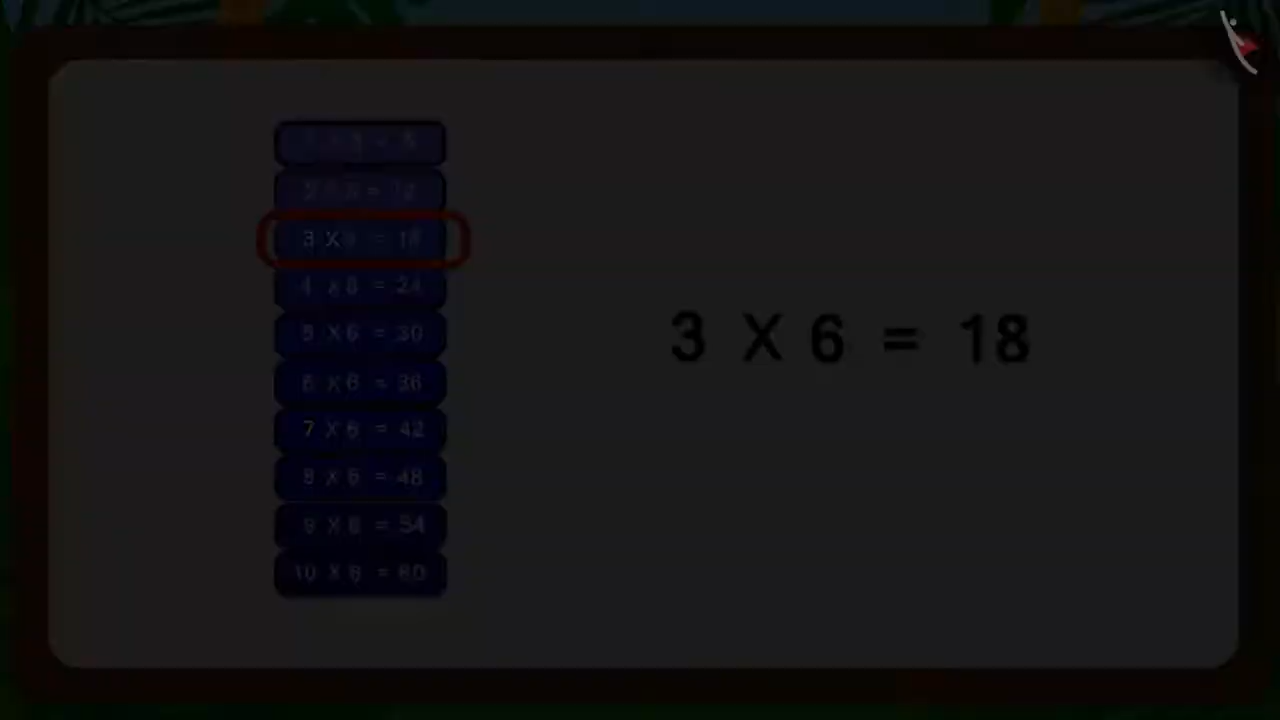 3 X 6 = 18
4 X 6 = 24
5 X 6 = 30
6 X 6 = 36
7 X 6 = 42
8 X 6 = 48
9 X 6 = 54
10 X 6 = 60
3 X 6 = 18